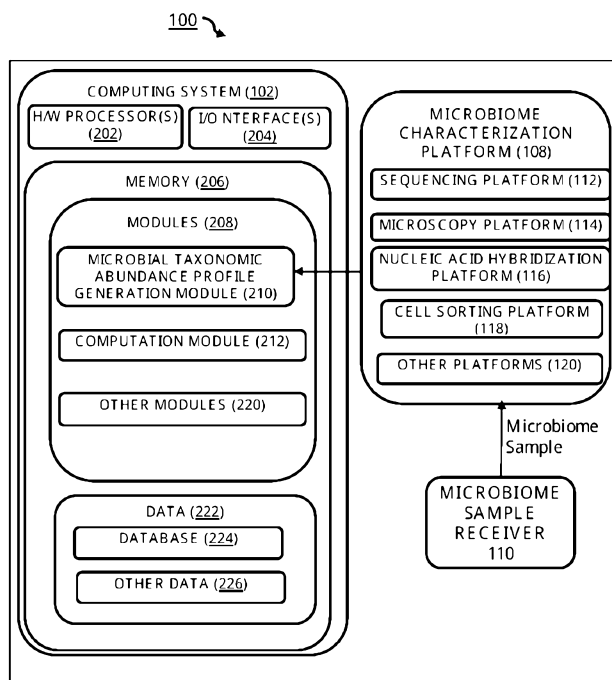 100
COMPUTING SYSTEM (102)
H/W PROCESSOR(S)
(202)
I/O NTERFACE(S)
(204)
MEMORY (206)
MODULES (208)
MICROBIAL TAXONOMIC
ABUNDANCE PROFILE
GENERATION MODULE (210)
COMPUTATION MODULE (212)
OTHER MODULES (220)
DATA (222)
DATABASE (224)
OTHER DATA (226)
MICROBIOME
CHARACTERIZATION
PLATFORM (108)
SEQUENCING PLATFORM (112)
MICROSCOPY PLATFORM (114)
NUCLEIC ACID HYBRIDIZATION
PLATFORM (116)
CELL SORTING PLATFORM
(118)
OTHER PLATFORMS (120)
Microbiome
Sample
MICROBIOME
SAMPLE
RECEIVER
110